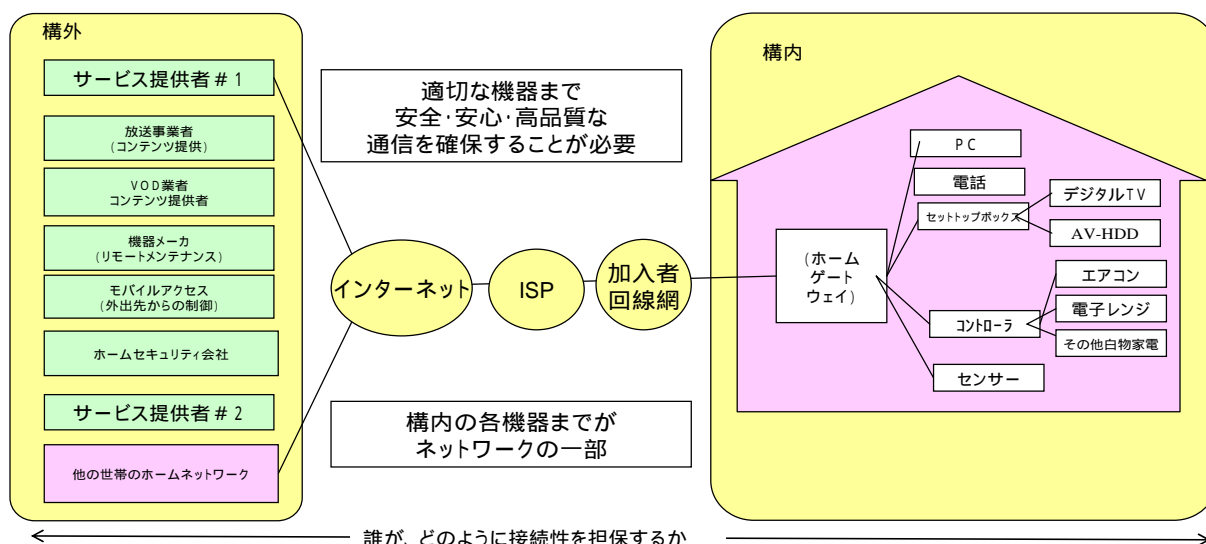 構外
サービス提供者＃1
放送事業者
(コンテンツ提供)
VOD業者
コンテンツ提供者
機器メーカ
(リモートメンテナンス)
モバイルアクセス
(外出先からの制御)
ホームセキュリティ会社
サービス提供者＃2
他の世帯のホームネットワーク
適切な機器まで
安全・安心・高品質な
通信を確保することが必要
インターネット
ISP
加入者
回線網
構内の各機器までが
ネットワークの一部
構内
(ホーム
ゲート
ウェイ)
PC
電話
セットトップボックス
デジタルTV
AV-HDD
コントローラ
エアコン
電子レンジ
その他白物家電
センサー
誰が、どのように接続性を担保するか